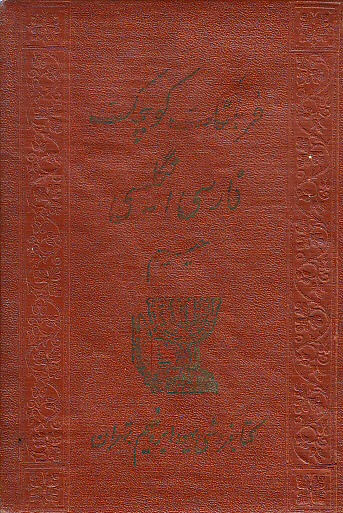 فرهنگ کوچک
فارسی انگلیسی
حییم
کتابفروشی یهودا بروخیم تهران